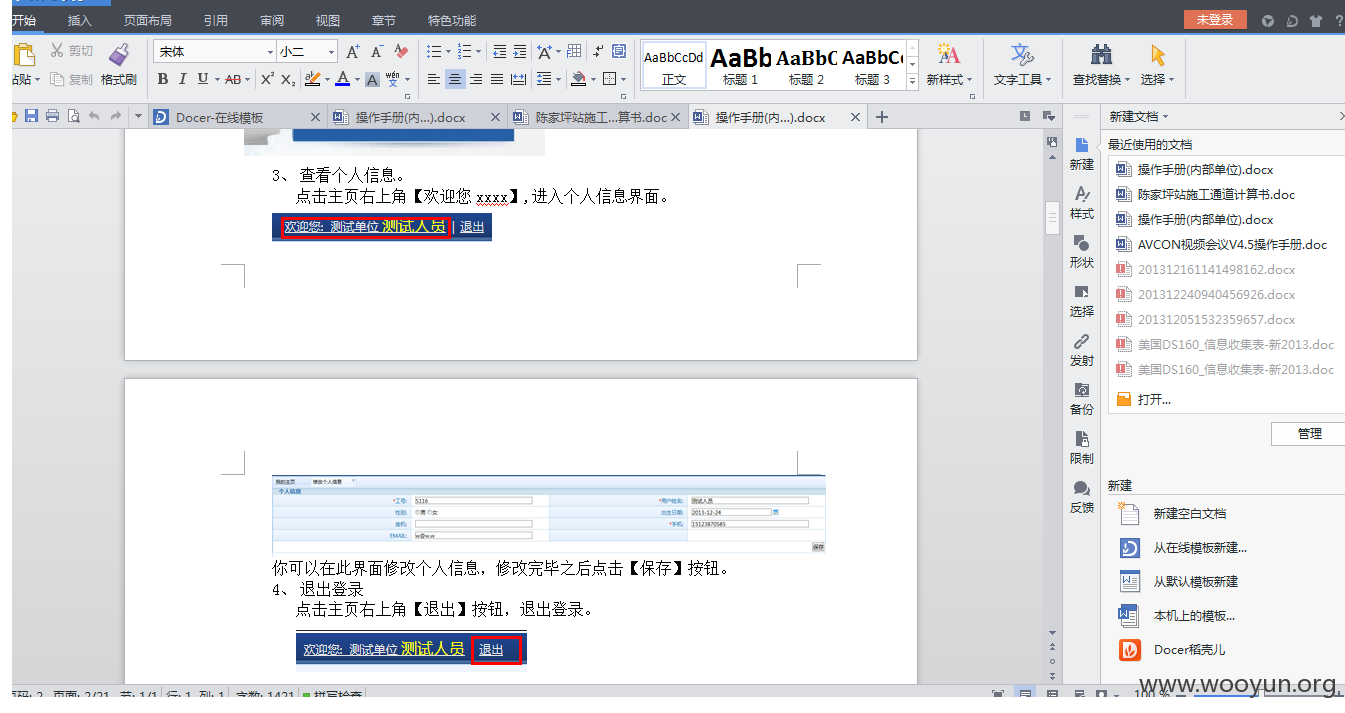 开始 插入 页面布局 引用 审阅 视图 章节 特色功能 未登录
剪切 宋体 小二 AaBbCcDd AaBb AaBbC AaBbC
粘贴 复制 格式刷 B I U AB X² X₂ A A 正文 标题 1 标题 2 标题 3 新样式 文字工具 查找替换 选择
Docer-在线模板 操作手册(内...).docx 陈家坪站施工...算书.doc 操作手册(内...).docx
3、 查看个人信息。
点击主页右上角【欢迎您 xxxx】,进入个人信息界面。
欢迎您: 测试单位 测试人员 | 退出
我的主页 修改个人信息
个人信息
*工号: 5116 *用户姓名: 测试人员
性别: 男 女 出生日期: 2013-12-24
座机: *手机: 15123870585
EMAIL: w@w.w
保存
你可以在此界面修改个人信息，修改完毕之后点击【保存】按钮。
4、 退出登录
点击主页右上角【退出】按钮，退出登录。
欢迎您: 测试单位 测试人员 退出
新建
样式
形状
选择
发射
备份
限制
反馈
新建文档
最近使用的文档
操作手册(内部单位).docx
陈家坪站施工通道计算书.doc
操作手册(内部单位).docx
AVCON视频会议V4.5操作手册.doc
201312161141498162.docx
201312240940456926.docx
201312051532359657.docx
美国DS160_信息收集表-新2013.doc
美国DS160_信息收集表-新2013.doc
打开...
管理
新建
新建空白文档
从在线模板新建...
从默认模板新建
本机上的模板...
Docer稻壳儿
页码: 2 页面: 2/21 节: 1/1 行: 1 列: 1 字数: 1421 拼写检查 100 %
www.wooyun.org